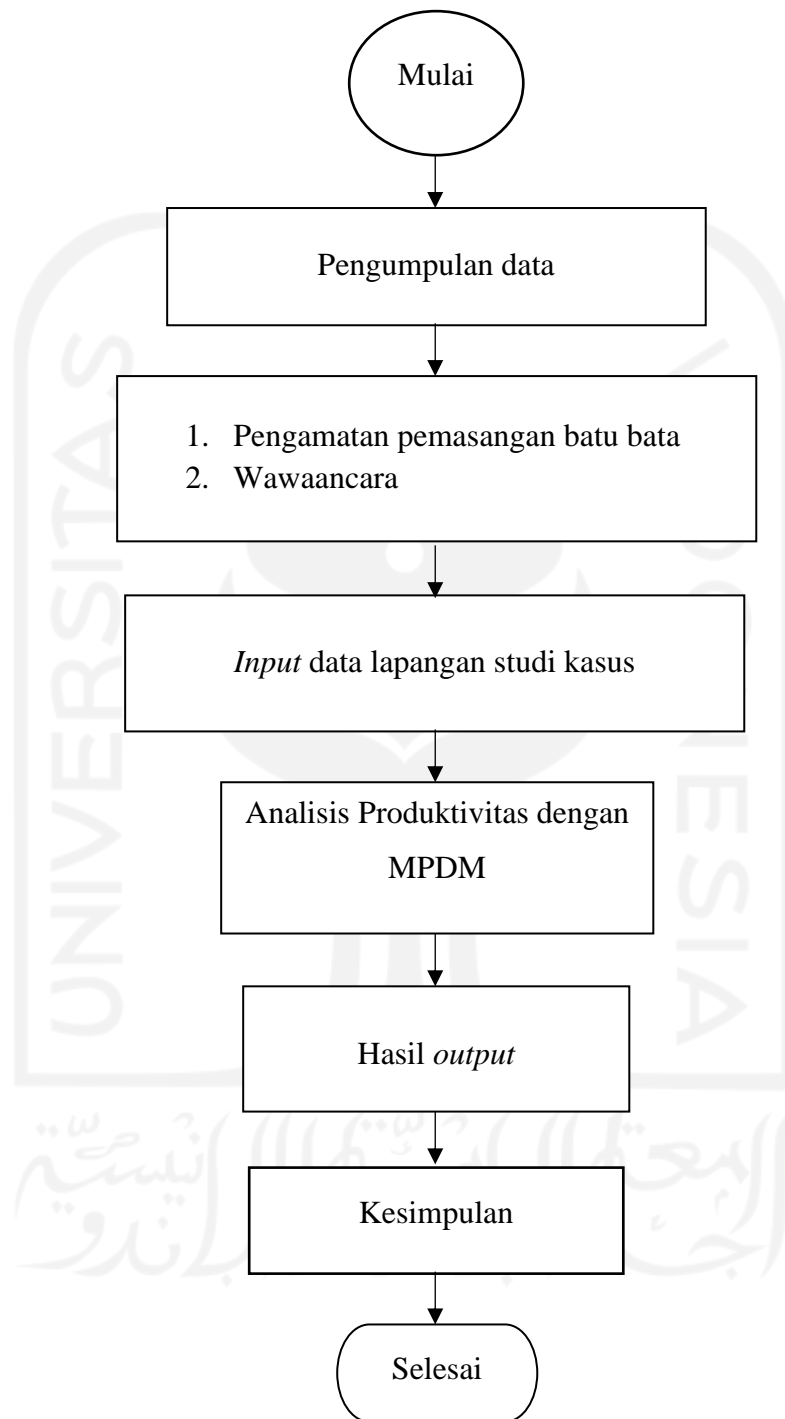 Mulai
Pengumpulan data
1. Pengamatan pemasangan batu bata
2. Wawaancara
Input data lapangan studi kasus
Analisis Produktivitas dengan
MPDM
Hasil output
Kesimpulan
Selesai
UNIVERSITAS